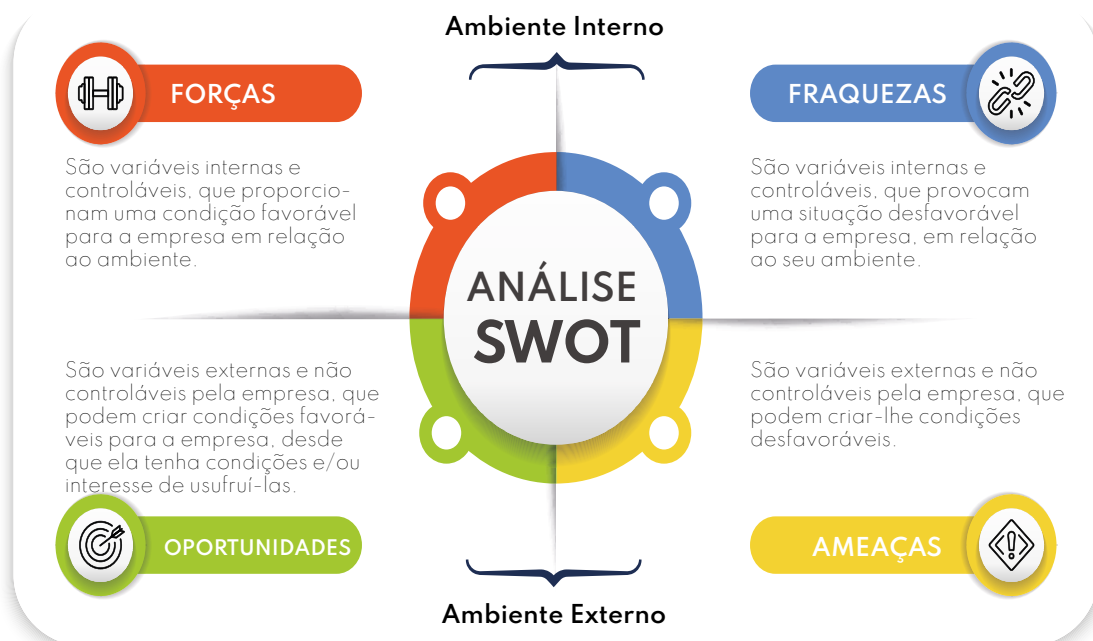 Ambiente Interno
FORÇAS
São variáveis internas e
controláveis, que proporcio-
nam uma condição favorável
para a empresa em relação
ao ambiente.
FRAQUEZAS
São variáveis internas e
controláveis, que provocam
uma situação desfavorável
para a empresa, em relação
ao seu ambiente.
ANÁLISE
SWOT
São variáveis externas e não
controláveis pela empresa, que
podem criar condições favorá-
veis para a empresa, desde
que ela tenha condições e/ou
interesse de usufruí-las.
OPORTUNIDADES
São variáveis externas e não
controláveis pela empresa, que
podem criar-lhe condições
desfavoráveis.
AMEAÇAS
Ambiente Externo